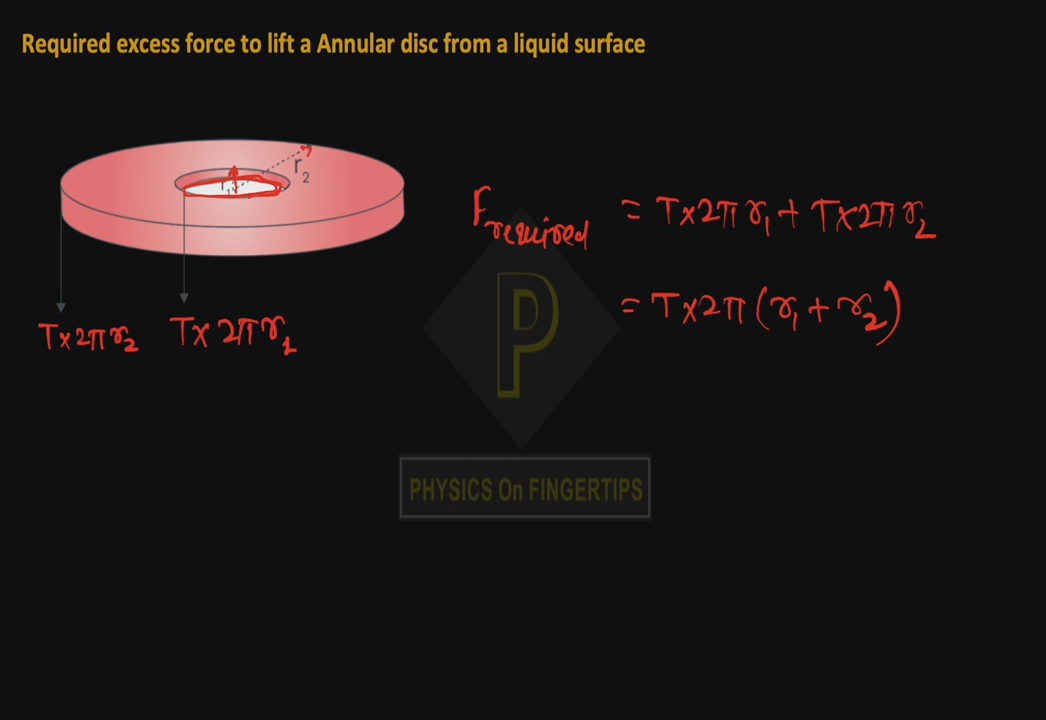 Required excess force to lift a Annular disc from a liquid surface
r₂
r₁
F required = T×2πr₁ + T×2πr₂
= T×2π(r₁ + r₂)
T×2πr₂
T×2πr₁
P
PHYSICS On FINGERTIPS